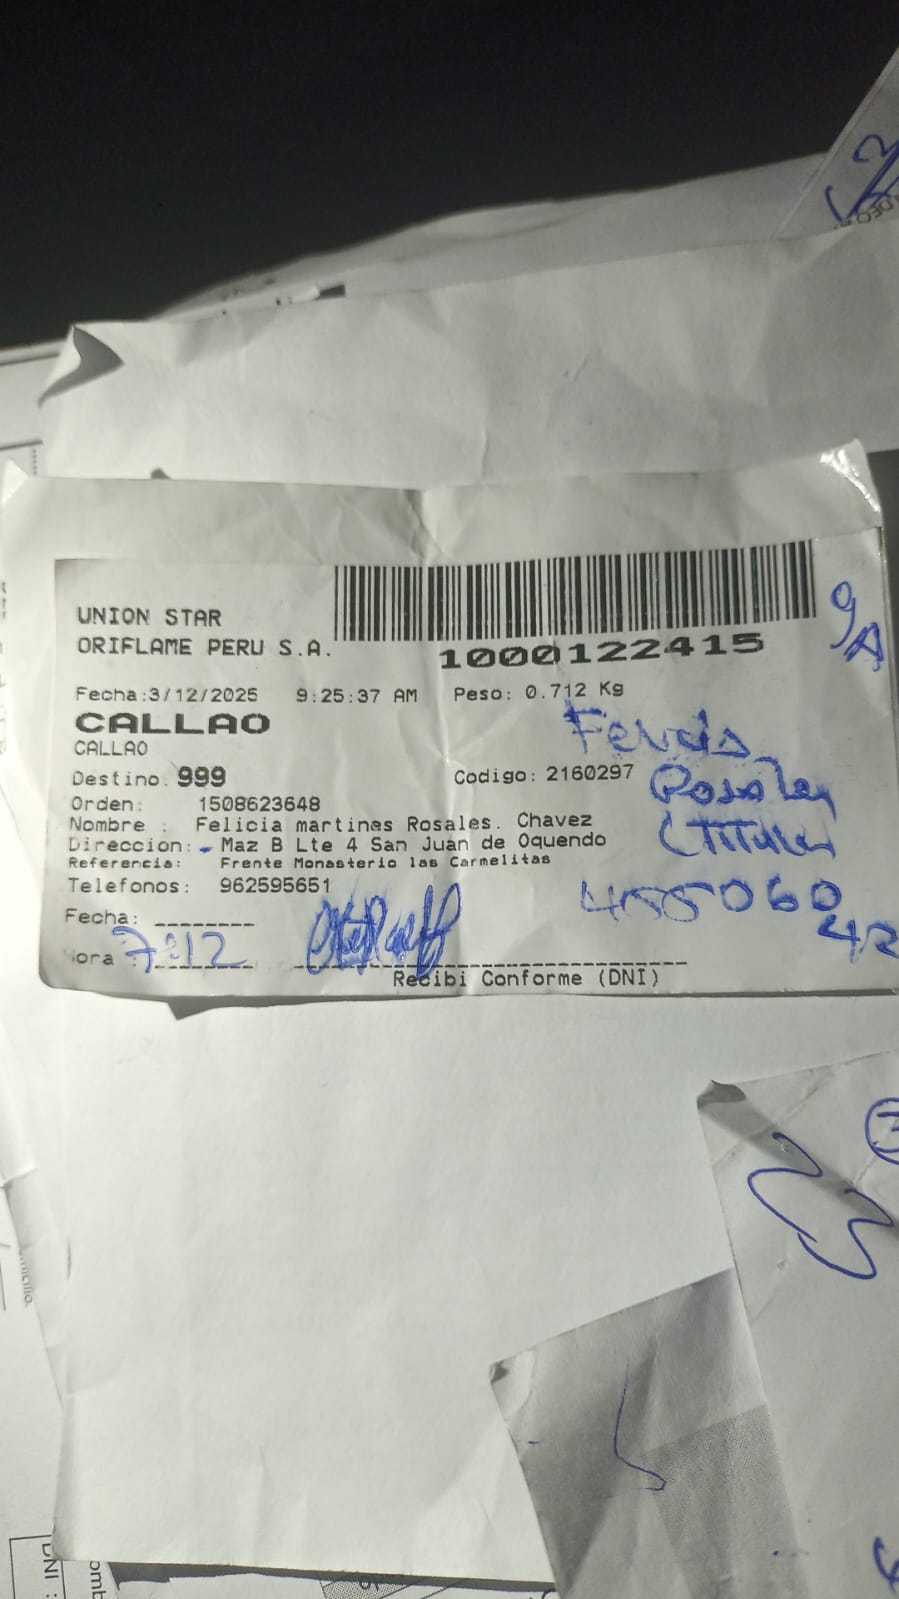 UNION STAR
ORIFLAME PERU S.A.
1000122415
9A
Fecha:3/12/2025 9:25:37 AM Peso: 0.712 Kg
CALLAO
CALLAO
Destino. 999 Codigo: 2160297
Orden: 1508623648
Nombre : Felicia martines Rosales. Chavez
Direccion: Maz B Lte 4 San Juan de Oquendo
Referencia: Frente Monasterio las Carmelitas
Telefonos: 962595651
Rosales
(Titular
Fecha:
ora : 7:12
Recibi Conforme (DNI)
DNI :